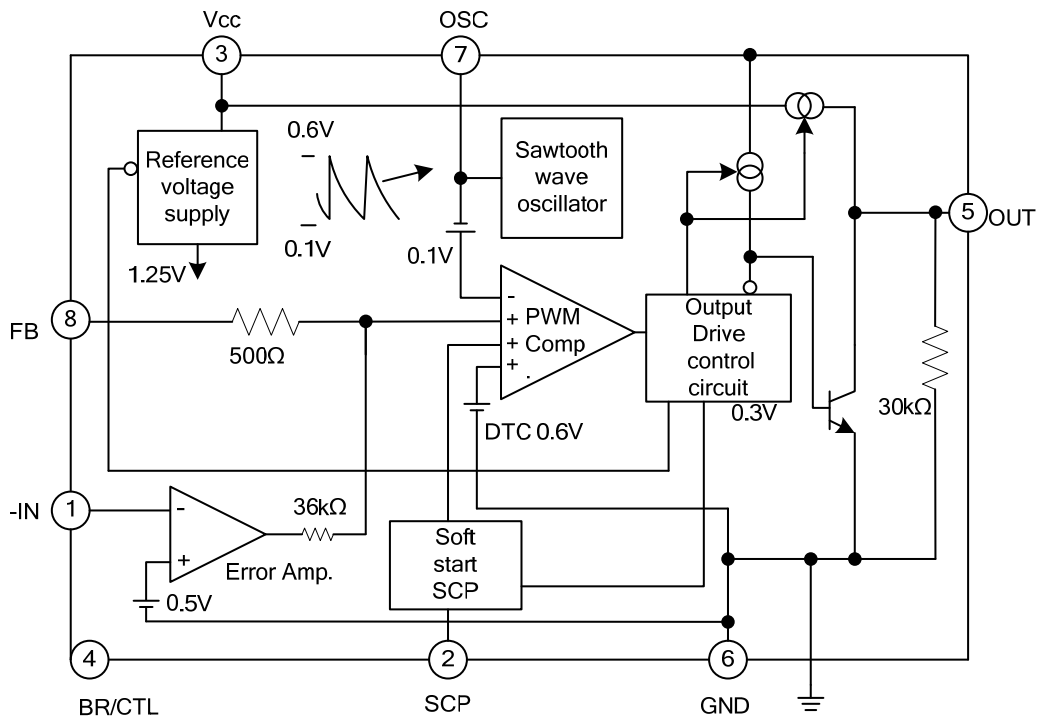 Vcc
OSC
3
7
0.6V
Reference
voltage
supply
Sawtooth
wave
oscillator
0.1V
0.1V
1.25V
5
OUT
8
FB
500Ω
-
+
+
+
PWM
Comp
.
Output
Drive
control
circuit
0.3V
30kΩ
DTC 0.6V
-IN
1
-
+
36kΩ
Error Amp.
0.5V
Soft
start
SCP
4
2
6
BR/CTL
SCP
GND